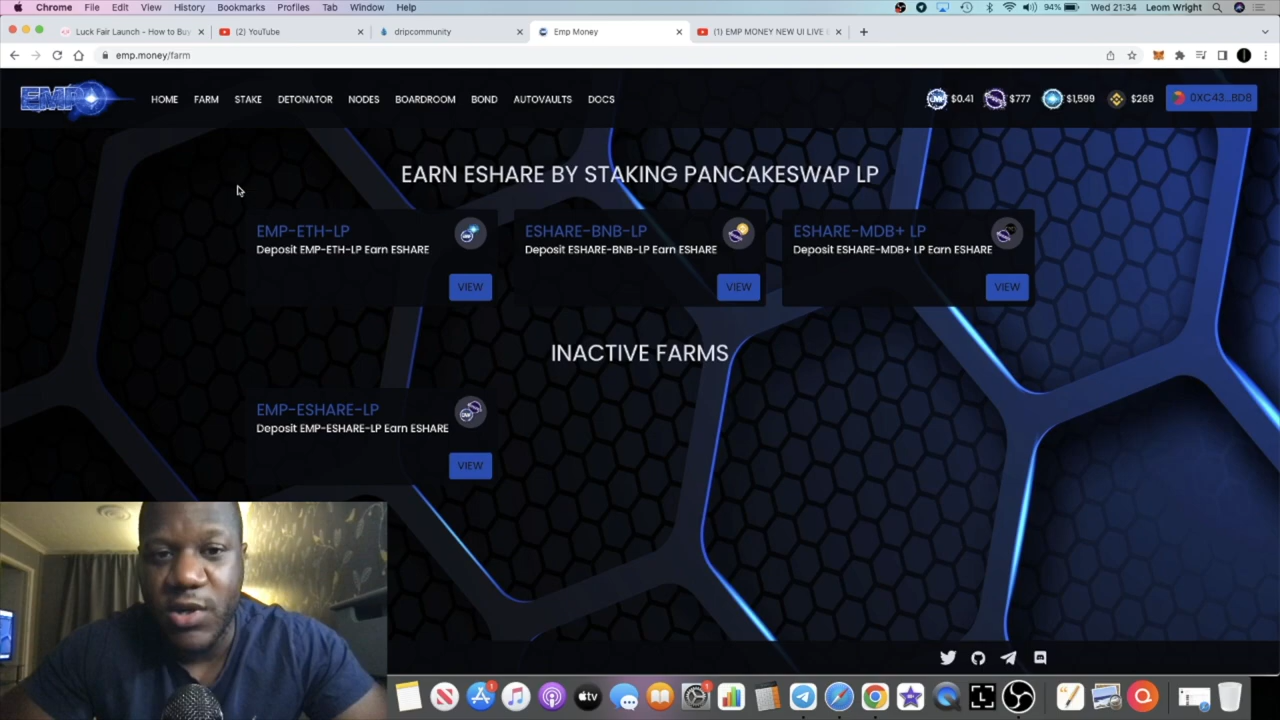 Chrome File Edit View History Bookmarks Profiles Tab Window Help 94% Wed 21:34 Leom Wright
Luck Fair Launch - How to Buy (2) YouTube dripcommunity Emp Money (1) EMP MONEY NEW UI LIVE
emp.money/farm
EMP HOME FARM STAKE DETONATOR NODES BOARDROOM BOND AUTOVAULTS DOCS $0.41 $777 $1,599 $269 0XC43...BD8
EARN ESHARE BY STAKING PANCAKESWAP LP
EMP-ETH-LP
Deposit EMP-ETH-LP Earn ESHARE
VIEW
ESHARE-BNB-LP
Deposit ESHARE-BNB-LP Earn ESHARE
VIEW
ESHARE-MDB+ LP
Deposit ESHARE-MDB+ LP Earn ESHARE
VIEW
INACTIVE FARMS
EMP-ESHARE-LP
Deposit EMP-ESHARE-LP Earn ESHARE
VIEW
tv